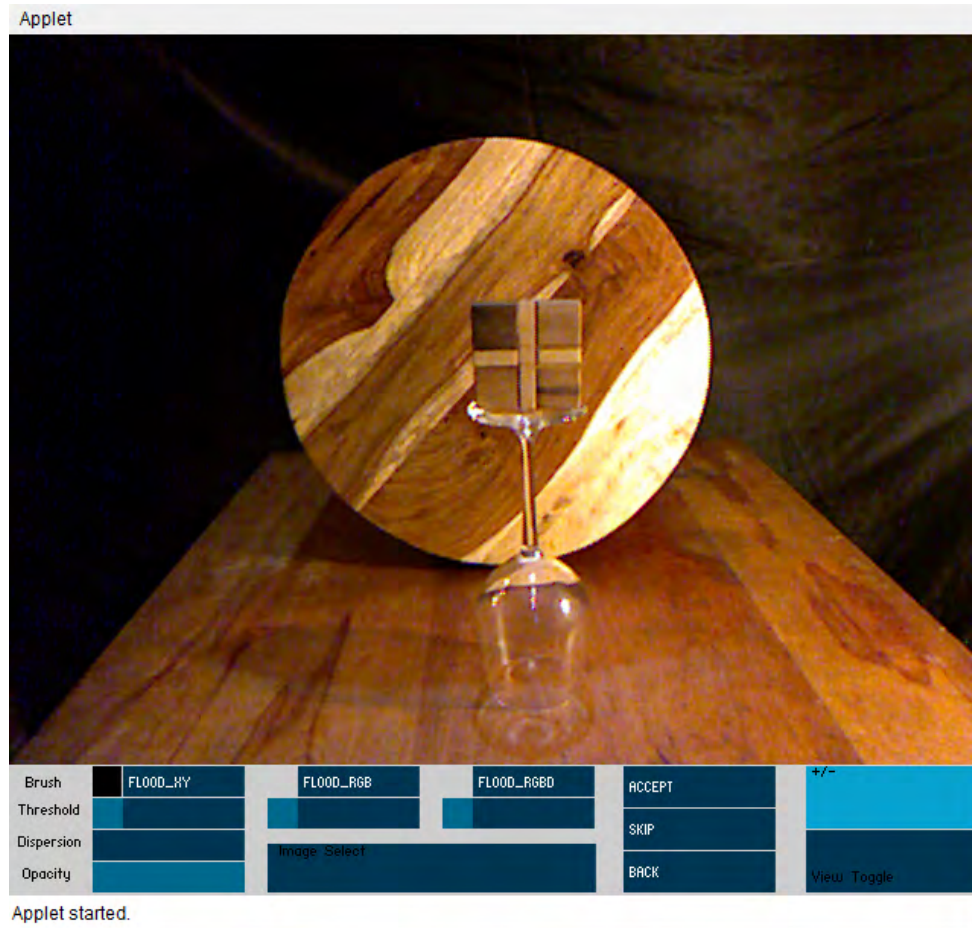 Applet
Brush
FLOOD_XY
FLOOD_RGB
FLOOD_RGBD
ACCEPT
+/-
Threshold
SKIP
Dispersion
Image Select
Opacity
BACK
View Toggle
Applet started.